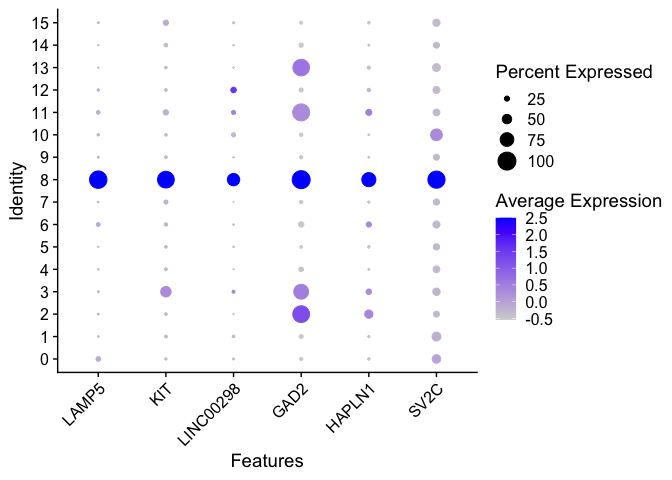 15
14
13
12
11
10
9
8
7
6
5
4
3
2
1
0
Identity
LAMP5
KIT
LINC00298
GAD2
HAPLN1
SV2C
Features
Percent Expressed
25
50
75
100
Average Expression
2.5
2.0
1.5
1.0
0.5
0.0
-0.5